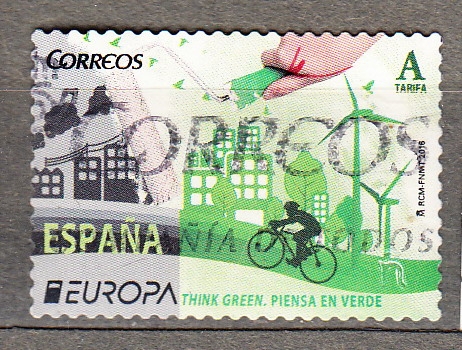 CORREOS
A
TARIFA
CORREOS
RCM-FNMT 2016
ESPAÑA
EUROPA
THINK GREEN. PIENSA EN VERDE